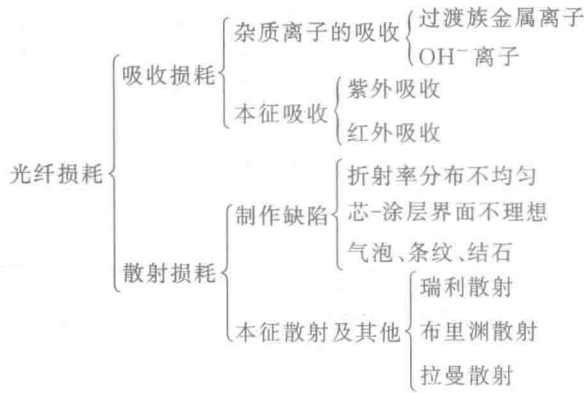 光纤损耗
吸收损耗
杂质离子的吸收
过渡族金属离子
OH⁻离子
本征吸收
紫外吸收
红外吸收
散射损耗
制作缺陷
折射率分布不均匀
芯-涂层界面不理想
气泡、条纹、结石
本征散射及其他
瑞利散射
布里渊散射
拉曼散射